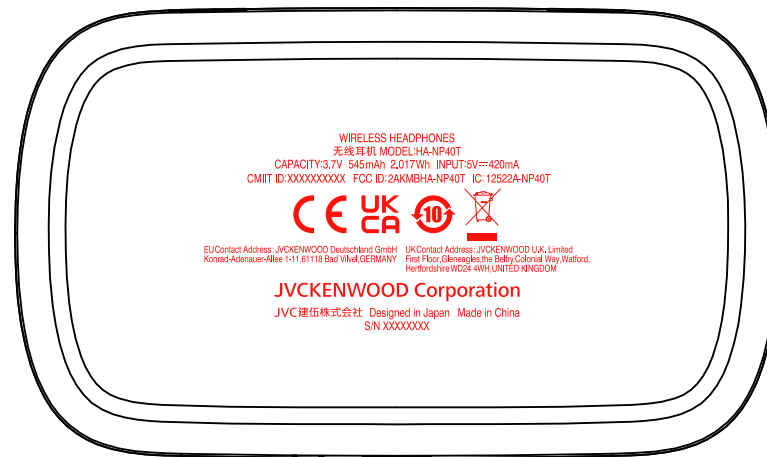 WIRELESS HEADPHONES
无线耳机 MODEL:HA-NP40T
CAPACITY:3.7V 545mAh 2.017Wh INPUT:5V⎓420mA
CMIIT ID:XXXXXXXXXX FCC ID:2AKMBHA-NP40T IC:12522A-NP40T
CE UK CA 10
EU Contact Address: JVCKENWOOD Deutschland GmbH
Konrad-Adenauer-Allee 1-11,61118 Bad Vilvel,GERMANY
UK Contact Address: JVCKENWOOD U.K. Limited
First Floor,Gleneagles,the Belfry,Colonial Way,Watford,
Hertfordshire WD24 4WH,UNITED KINGDOM
JVCKENWOOD Corporation
JVC建伍株式会社 Designed in Japan Made in China
S/N XXXXXXXX